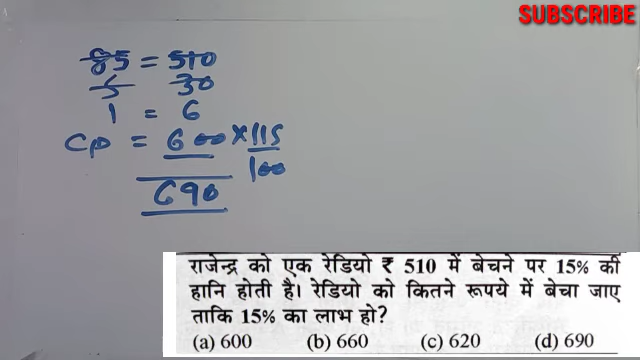 SUBSCRIBE
85 = 510
5 30
1 = 6
CP = 600 × 115
100
690
राजेन्द्र को एक रेडियो ₹ 510 में बेचने पर 15% की
हानि होती है। रेडियो को कितने रूपये में बेचा जाए
ताकि 15% का लाभ हो?
(a) 600 (b) 660 (c) 620 (d) 690